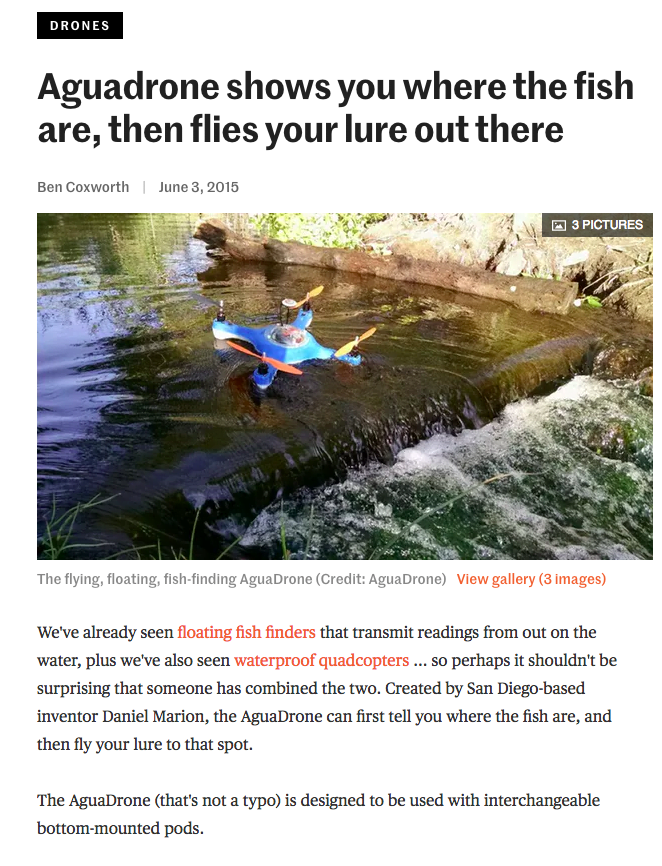 DRONES
Aguadrone shows you where the fish
are, then flies your lure out there
Ben Coxworth | June 3, 2015
3 PICTURES
The flying, floating, fish-finding AguaDrone (Credit: AguaDrone) View gallery (3 images)
We've already seen floating fish finders that transmit readings from out on the
water, plus we've also seen waterproof quadcopters ... so perhaps it shouldn't be
surprising that someone has combined the two. Created by San Diego-based
inventor Daniel Marion, the AguaDrone can first tell you where the fish are, and
then fly your lure to that spot.
The AguaDrone (that's not a typo) is designed to be used with interchangeable
bottom-mounted pods.